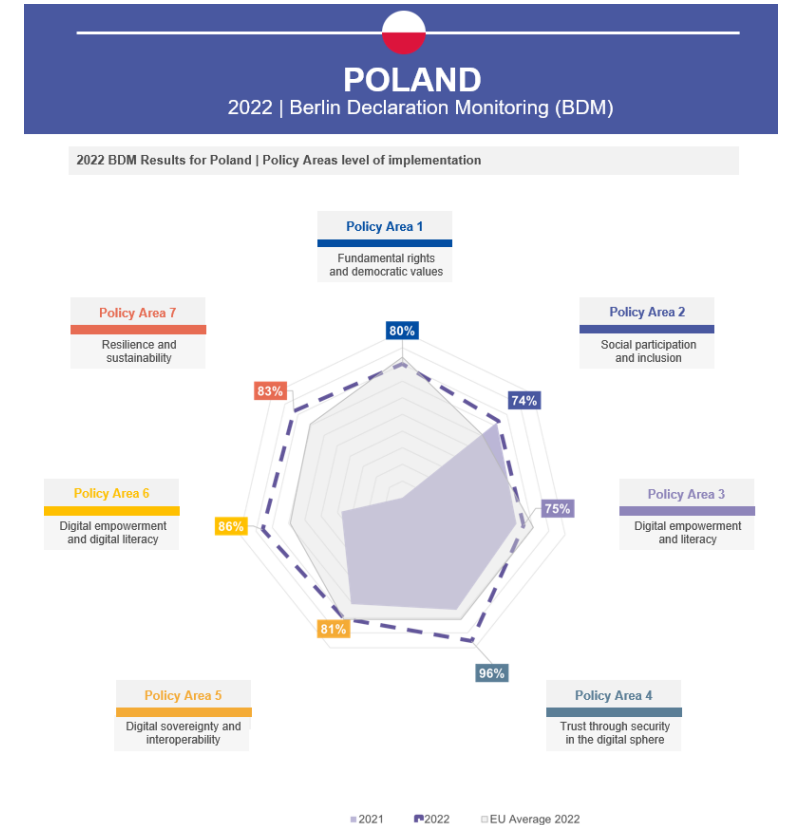 POLAND
2022 | Berlin Declaration Monitoring (BDM)
2022 BDM Results for Poland | Policy Areas level of implementation
Policy Area 1
Fundamental rights
and democratic values
Policy Area 7
Resilience and
sustainability
Policy Area 2
Social participation
and inclusion
80%
83%
74%
Policy Area 6
Digital empowerment
and digital literacy
86%
75%
Policy Area 3
Digital empowerment
and literacy
81%
96%
Policy Area 5
Digital sovereignty and
interoperability
Policy Area 4
Trust through security
in the digital sphere
2021
2022
EU Average 2022